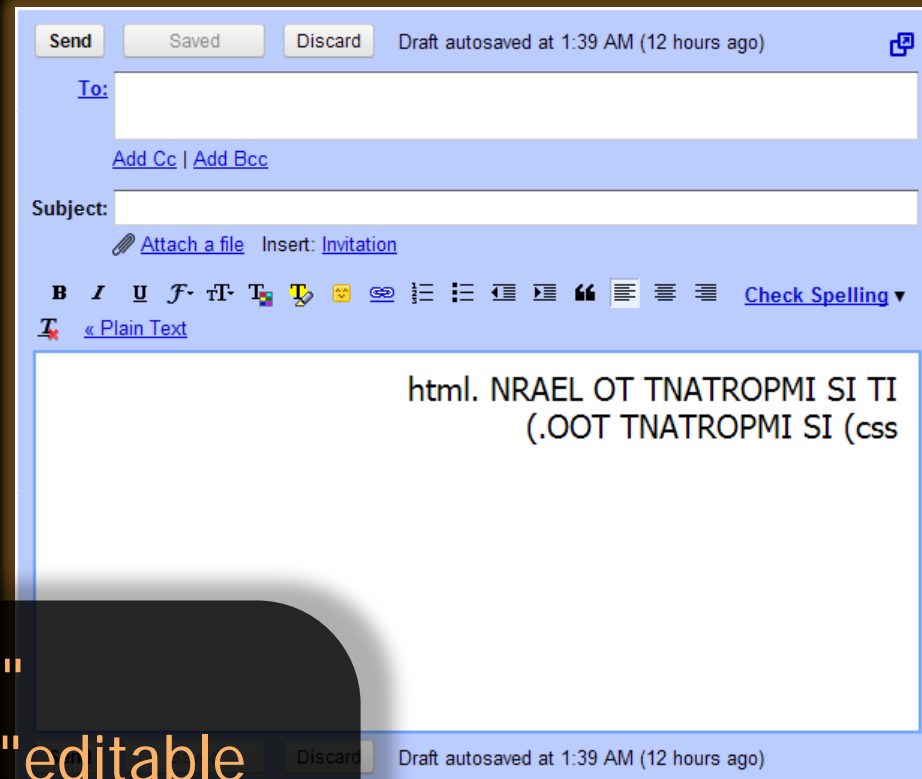 Send Saved Discard Draft autosaved at 1:39 AM (12 hours ago)
To:
Add Cc | Add Bcc
Subject:
Attach a file Insert: Invitation
B I U Check Spelling ▾
« Plain Text
html. NRAEL OT TNATROPMI SI TI
(.OOT TNATROPMI SI (css
"
"editable
Discard Draft autosaved at 1:39 AM (12 hours ago)